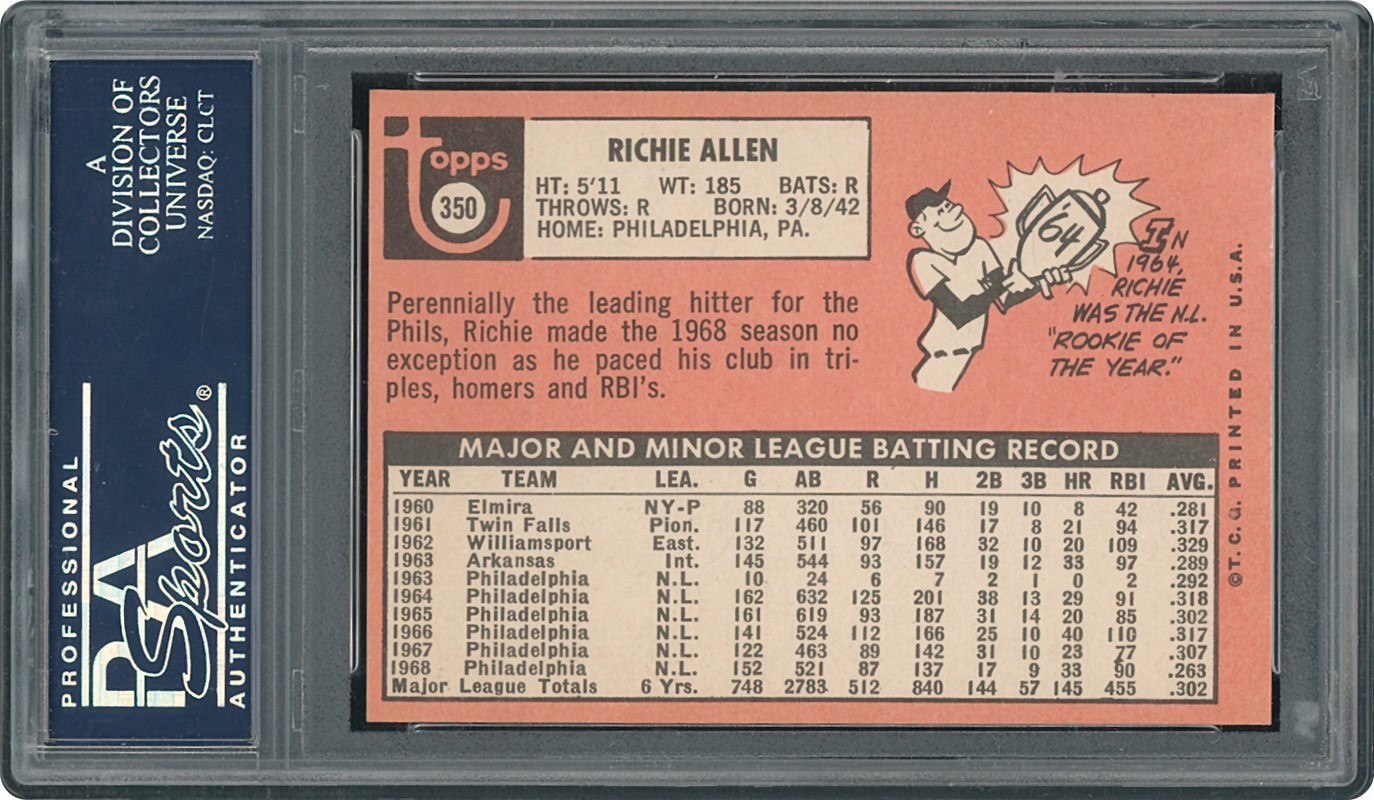 A
DIVISION OF
COLLECTORS
UNIVERSE
NASDAQ: CLCT
PROFESSIONAL
PSA
Sports®
AUTHENTICATOR
topps
350
RICHIE ALLEN
HT: 5'11 WT: 185 BATS: R
THROWS: R BORN: 3/8/42
HOME: PHILADELPHIA, PA.
Perennially the leading hitter for the
Phils, Richie made the 1968 season no
exception as he paced his club in tri-
ples, homers and RBI's.
'64
IN
1964,
RICHIE
WAS THE N.L.
"ROOKIE OF
THE YEAR."
MAJOR AND MINOR LEAGUE BATTING RECORD
YEAR TEAM LEA. G AB R H 2B 3B HR RBI AVG.
1960 Elmira NY-P 88 320 56 90 19 10 8 42 .281
1961 Twin Falls Pion. 117 460 101 146 17 8 21 94 .317
1962 Williamsport East. 132 511 97 168 32 10 20 109 .329
1963 Arkansas Int. 145 544 93 157 19 12 33 97 .289
1963 Philadelphia N.L. 10 24 6 7 2 1 0 2 .292
1964 Philadelphia N.L. 162 632 125 201 38 13 29 91 .318
1965 Philadelphia N.L. 161 619 93 187 31 14 20 85 .302
1966 Philadelphia N.L. 141 524 112 166 25 10 40 110 .317
1967 Philadelphia N.L. 122 463 89 142 31 10 23 77 .307
1968 Philadelphia N.L. 152 521 87 137 17 9 33 90 .263
Major League Totals 6 Yrs. 748 2783 512 840 144 57 145 455 .302
©T. C. G. PRINTED IN U.S.A.